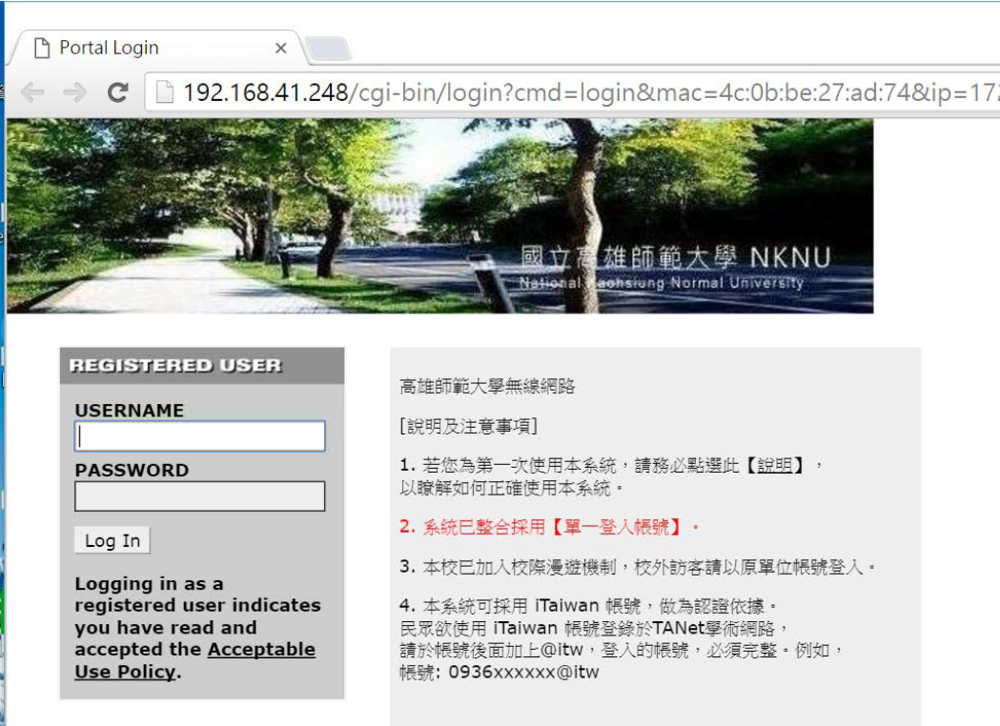 Portal Login
192.168.41.248/cgi-bin/login?cmd=login&mac=4c:0b:be:27:ad:74&ip=172
國立高雄師範大學 NKNU
National Kaohsiung Normal University
REGISTERED USER
USERNAME
PASSWORD
Log In
Logging in as a
registered user indicates
you have read and
accepted the Acceptable
Use Policy.
高雄師範大學無線網路
[說明及注意事項]
1. 若您為第一次使用本系統，請務必點選此【說明】，
以瞭解如何正確使用本系統。
2. 系統已整合採用【單一登入帳號】。
3. 本校已加入校際漫遊機制，校外訪客請以原單位帳號登入。
4. 本系統可採用 iTaiwan 帳號，做為認證依據。
民眾欲使用 iTaiwan 帳號登錄於TANet學術網路，
請於帳號後面加上@itw，登入的帳號，必須完整。例如，
帳號: 0936xxxxxx@itw